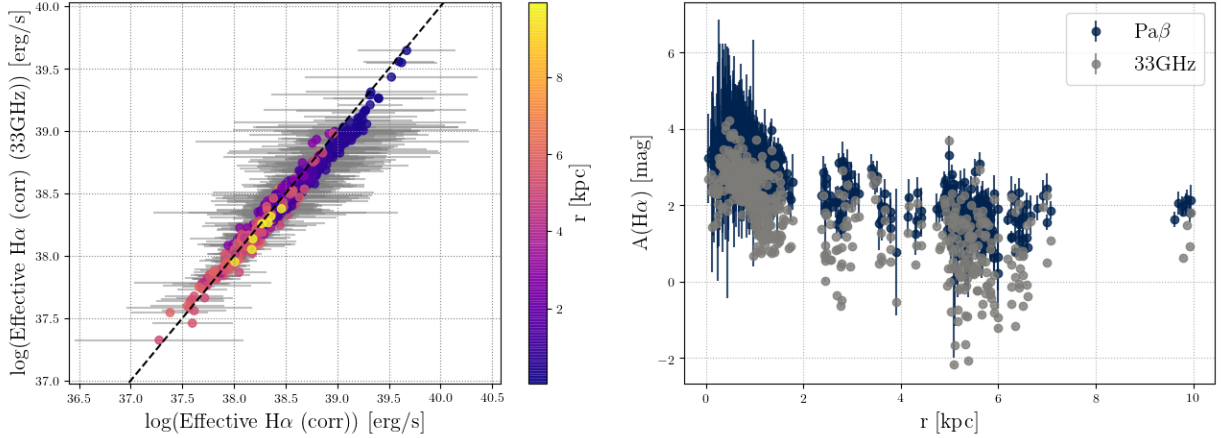 log(Effective Hα (corr) (33GHz)) [erg/s]
40.0
39.5
39.0
38.5
38.0
37.5
37.0
36.5 37.0 37.5 38.0 38.5 39.0 39.5 40.0 40.5
log(Effective Hα (corr)) [erg/s]
8
6
4
2
r [kpc]
A(Hα) [mag]
6
4
2
0
−2
0 2 4 6 8 10
r [kpc]
Paβ
33GHz